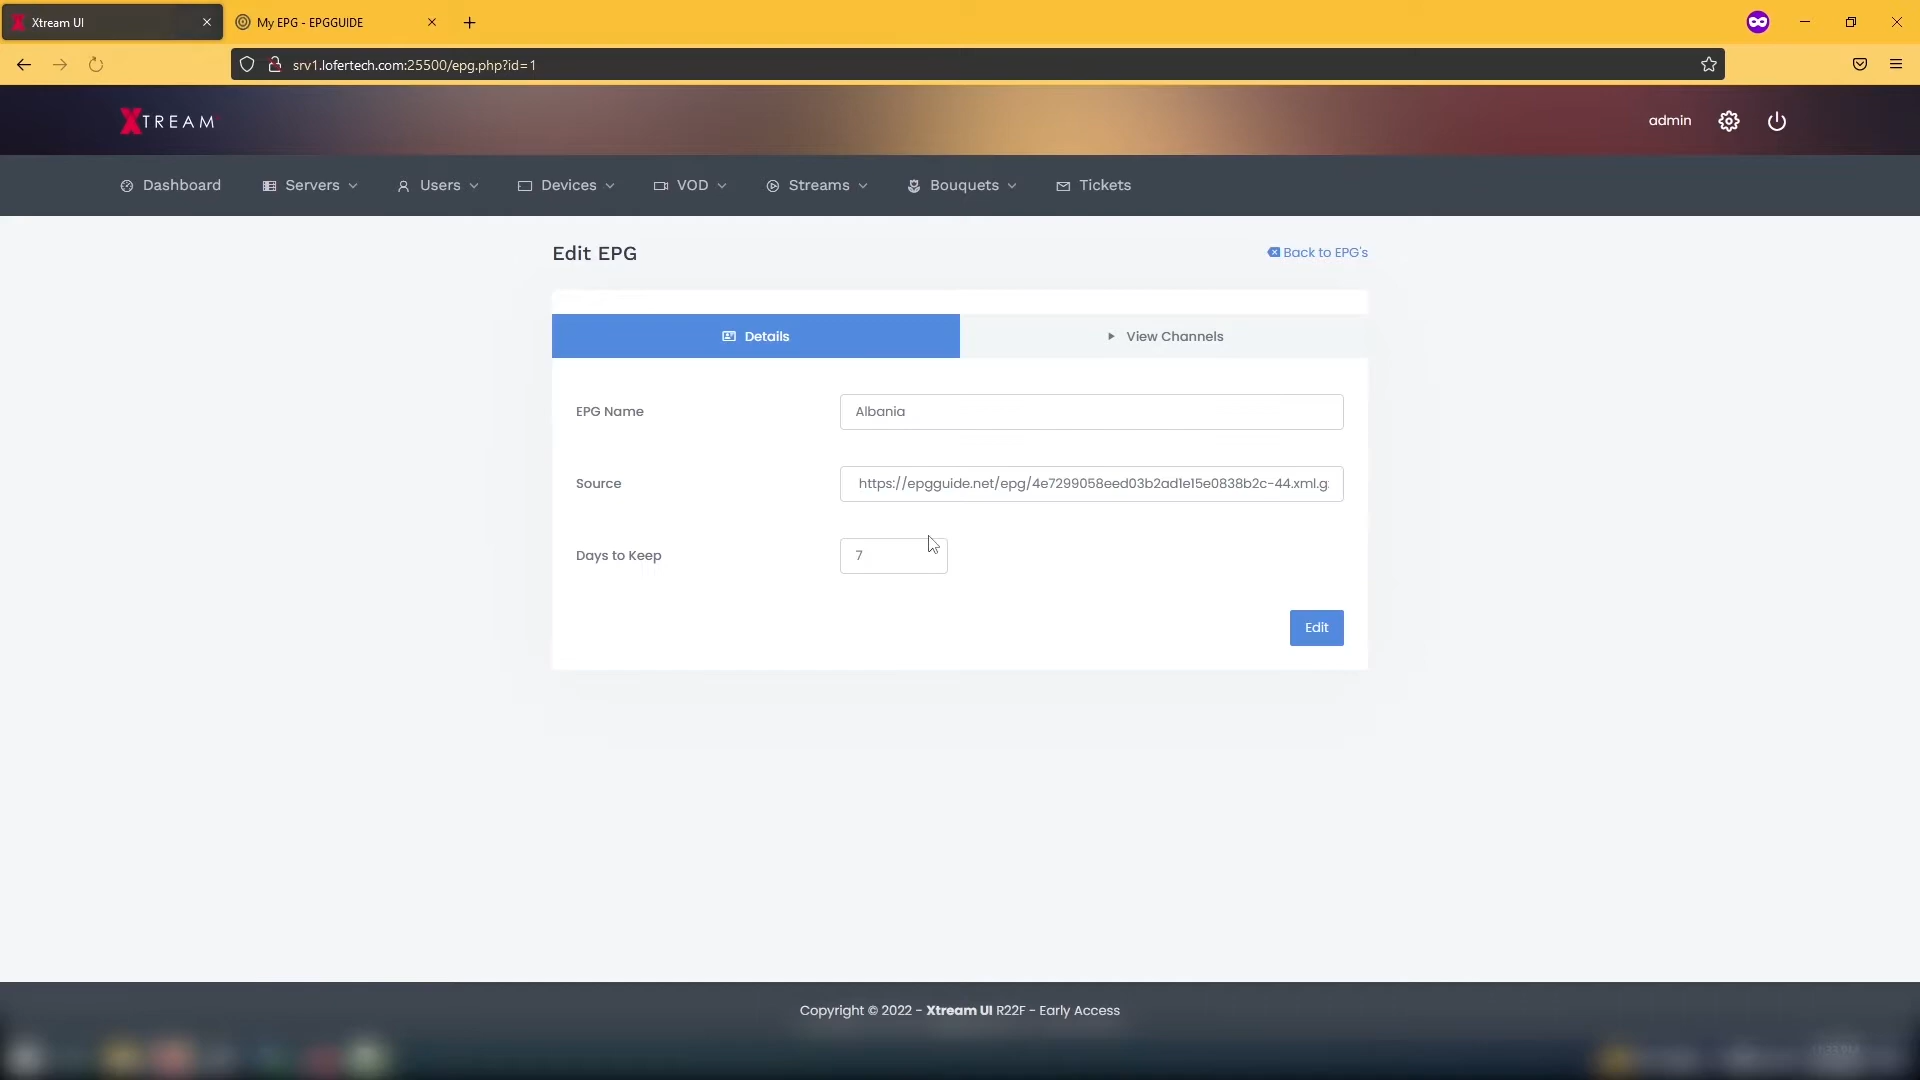 Xtream UI
My EPG - EPGGUIDE
srv1.lofertech.com:25500/epg.php?id=1
XTREAM
admin
Dashboard
Servers
Users
Devices
VOD
Streams
Bouquets
Tickets
Edit EPG
Back to EPG's
Details
View Channels
EPG Name
Albania
Source
https://epgguide.net/epg/4e7299058eed03b2ad1e15e0838b2c-44.xml.g
Days to Keep
7
Edit
Copyright © 2022 - Xtream UI R22F - Early Access